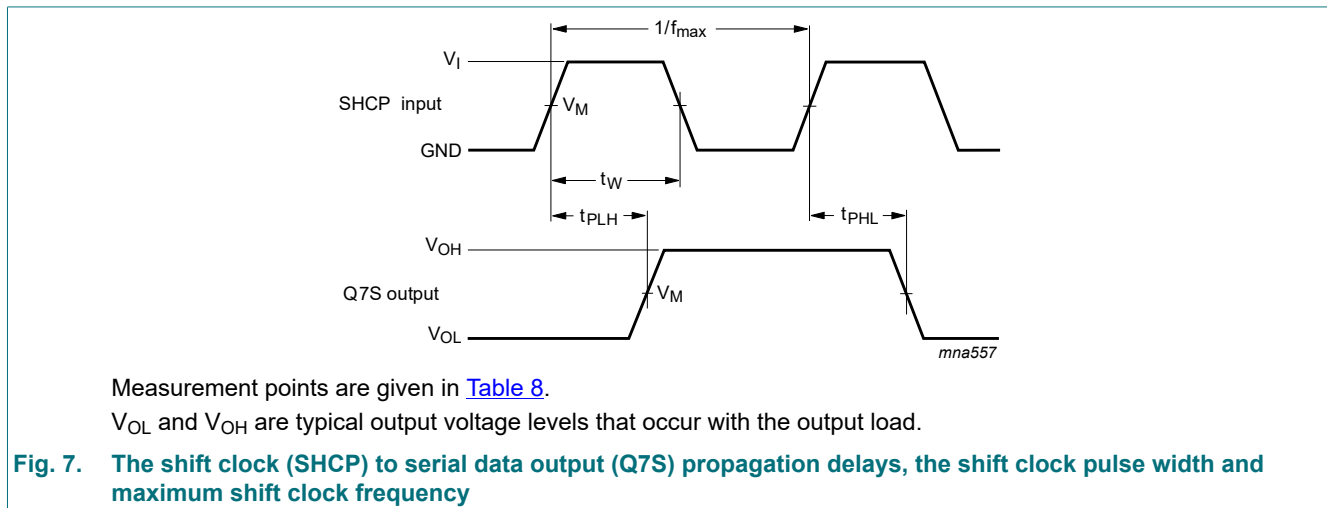 1/fmax
VI
SHCP input
VM
GND
tW
tPLH
tPHL
VOH
Q7S output
VM
VOL
mna557
Measurement points are given in Table 8.
VOL and VOH are typical output voltage levels that occur with the output load.
Fig. 7. The shift clock (SHCP) to serial data output (Q7S) propagation delays, the shift clock pulse width and
maximum shift clock frequency